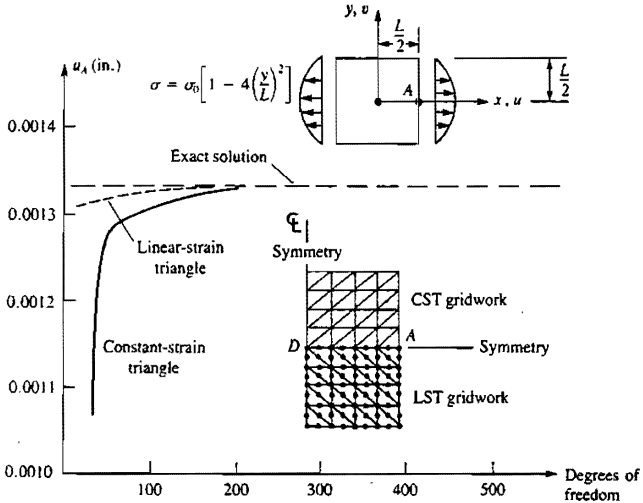 y, v
L
2
u_A (in.)
σ = σ_0[1 − 4(y/L)^2]
A
x, u
L
2
0.0014
Exact solution
0.0013
Linear-strain
triangle
℄
Symmetry
0.0012
CST gridwork
Constant-strain
triangle
D
A
Symmetry
0.0011
LST gridwork
0.0010
100
200
300
400
500
Degrees of
freedom